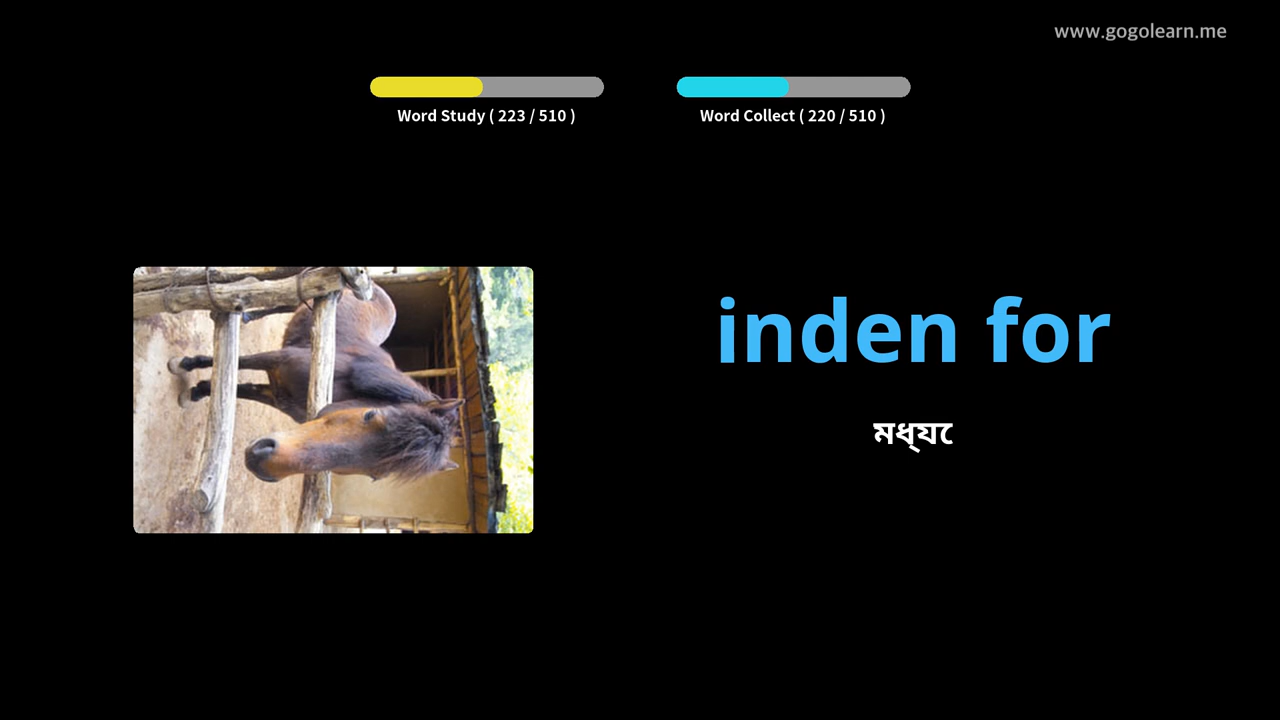 www.gogolearn.me
Word Study ( 223 / 510 )
Word Collect ( 220 / 510 )
inden for
মধ্যে